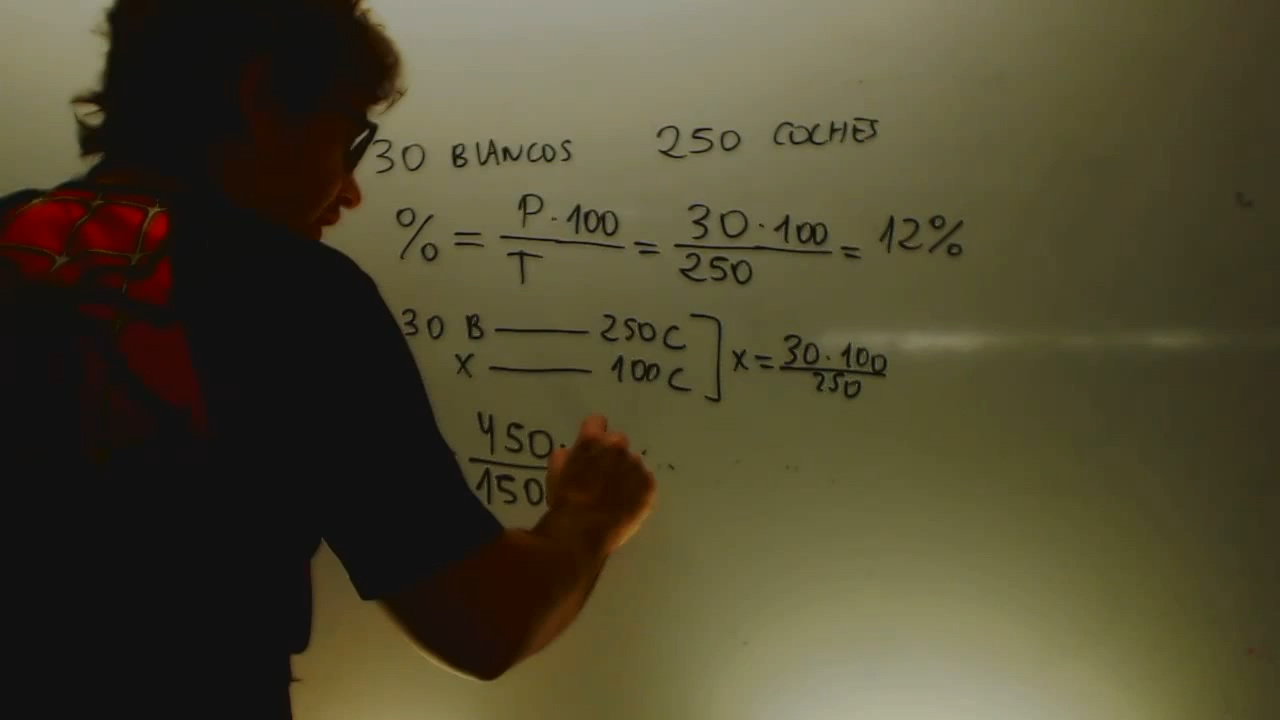 30 BLANCOS 250 COCHES
% = P·100 / T = 30·100 / 250 = 12%
30 B —— 250 C
X —— 100 C ] X = 30·100 / 250
450· / 150